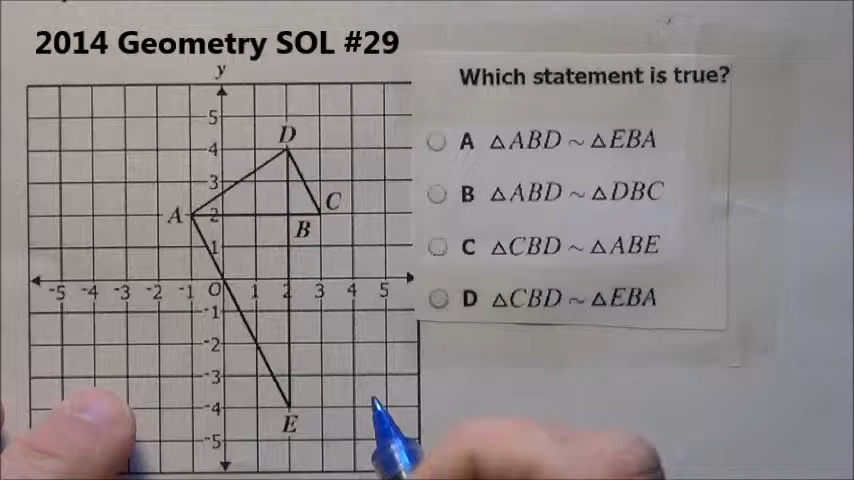 2014 Geometry SOL #29
Which statement is true?
A △ABD ~ △EBA
B △ABD ~ △DBC
C △CBD ~ △ABE
D △CBD ~ △EBA
y
5
D
4
3
C
A 2
B
1
-5 -4 -3 -2 -1 O 1 2 3 4 5
-1
-2
-3
-4
E
-5